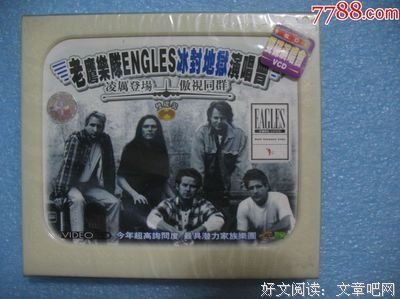 7788.com
老鷹樂隊ENGLES冰封地獄演唱會
VCD
凌厲登場 傲視同群
EAGLES
VIDEO
今年超高詢問度 最具潛力家族樂團
好文阅读：文章吧网